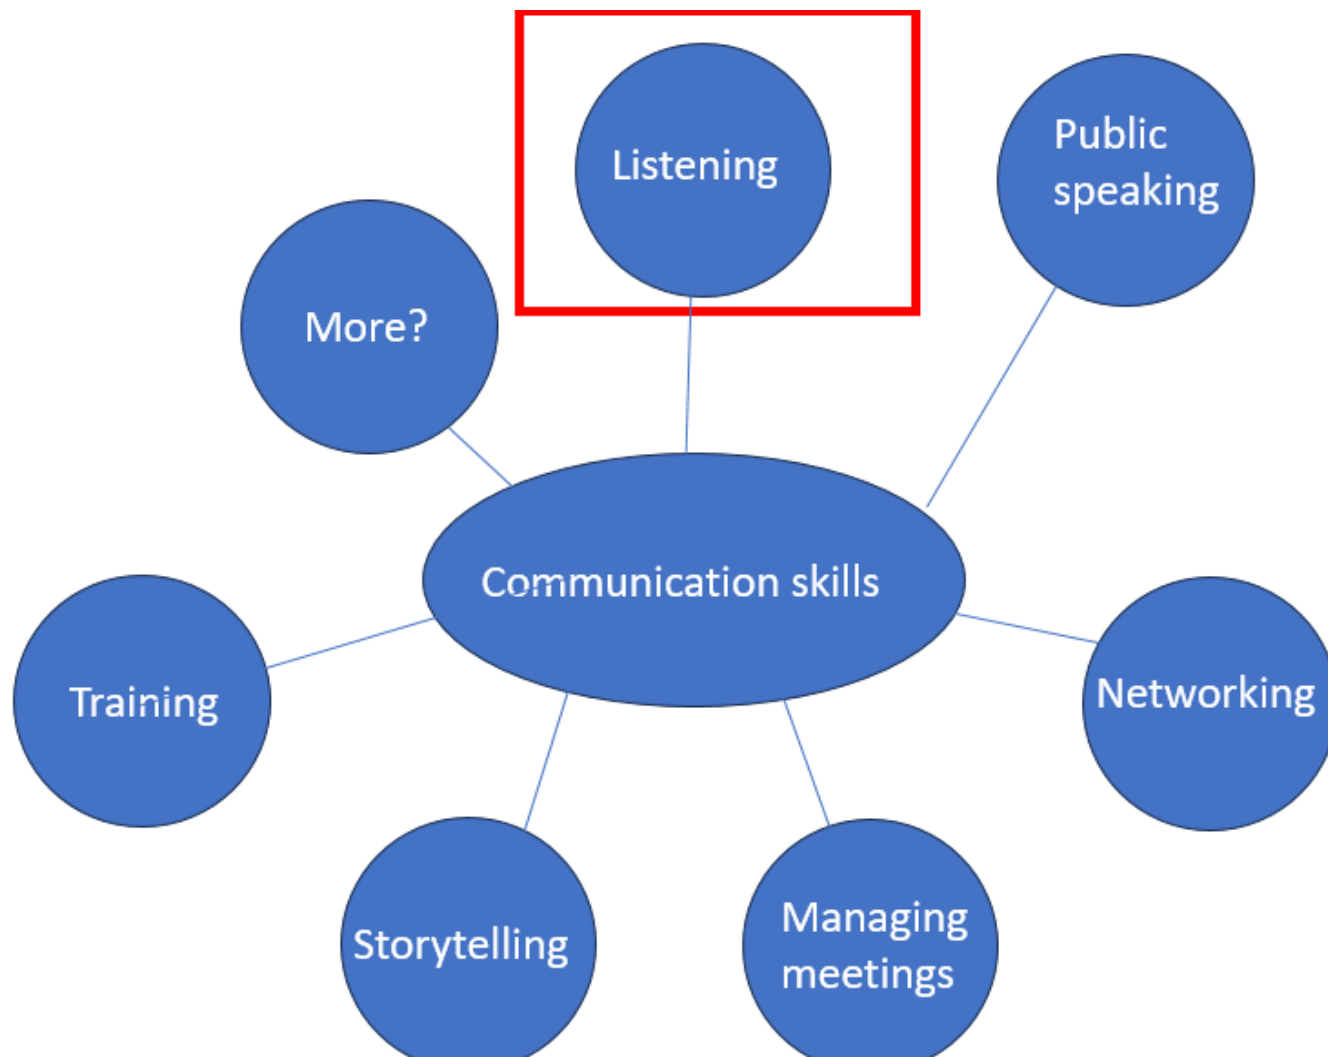 Listening
Public
speaking
More?
Communication skills
Training
Networking
Storytelling
Managing
meetings